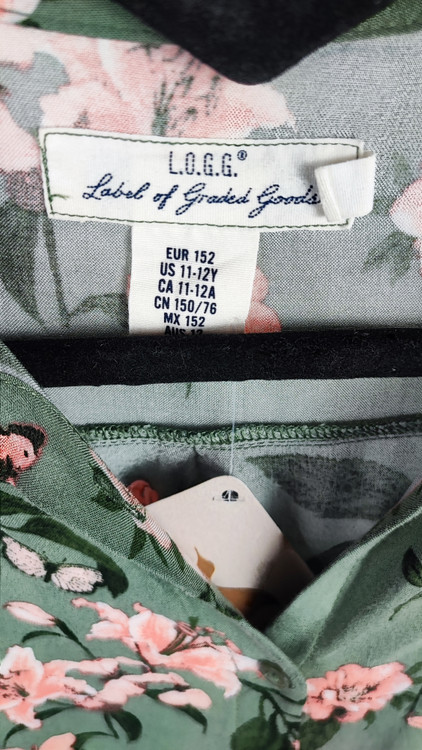 L.O.G.G.®
Label of Graded Goods
EUR 152
US 11-12Y
CA 11-12A
CN 150/76
MX 152